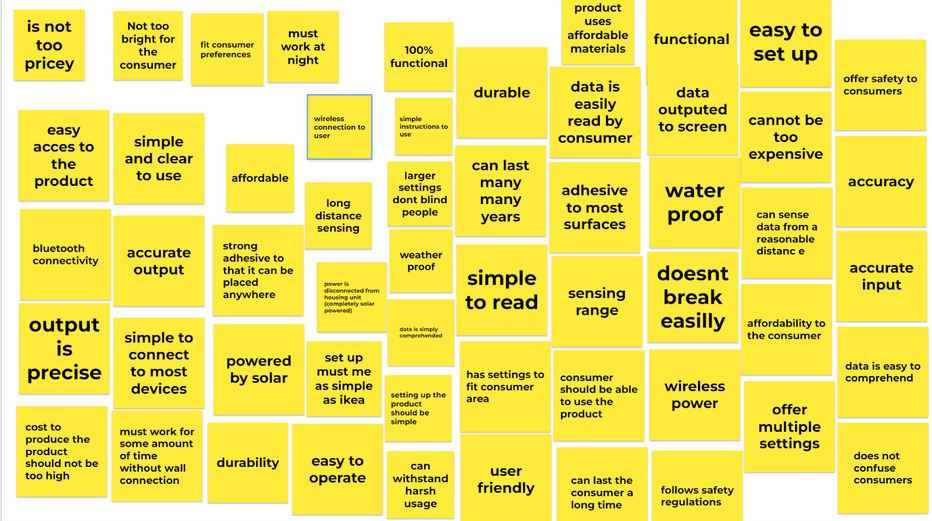 is not
too
pricey
Not too
bright for
the
consumer
fit consumer
preferences
must
work at
night
100%
functional
product
uses
affordable
materials
functional
easy to
set up
offer safety to
consumers
easy
acces to
the
product
simple
and clear
to use
affordable
wireless
connection to
user
simple
instructions to
use
durable
data is
easily
read by
consumer
data
outputed
to screen
cannot be
too
expensive
accuracy
long
distance
sensing
larger
settings
dont blind
people
can last
many
many
years
adhesive
to most
surfaces
water
proof
can sense
data from a
reasonable
distanc e
bluetooth
connectivity
accurate
output
strong
adhesive to
that it can be
placed
anywhere
power is
disconnected from
housing unit
(completely solar
powered)
weather
proof
simple
to read
sensing
range
doesnt
break
easilly
accurate
input
output
is
precise
simple to
connect
to most
devices
powered
by solar
set up
must me
as simple
as ikea
data is simply
comprehended
has settings to
fit consumer
area
consumer
should be able
to use the
product
wireless
power
affordability to
the consumer
data is easy to
comprehend
cost to
produce the
product
should not be
too high
must work for
some amount
of time
without wall
connection
durability
easy to
operate
setting up the
product
should be
simple
can
withstand
harsh
usage
user
friendly
can last the
consumer a
long time
follows safety
regulations
offer
multiple
settings
does not
confuse
consumers